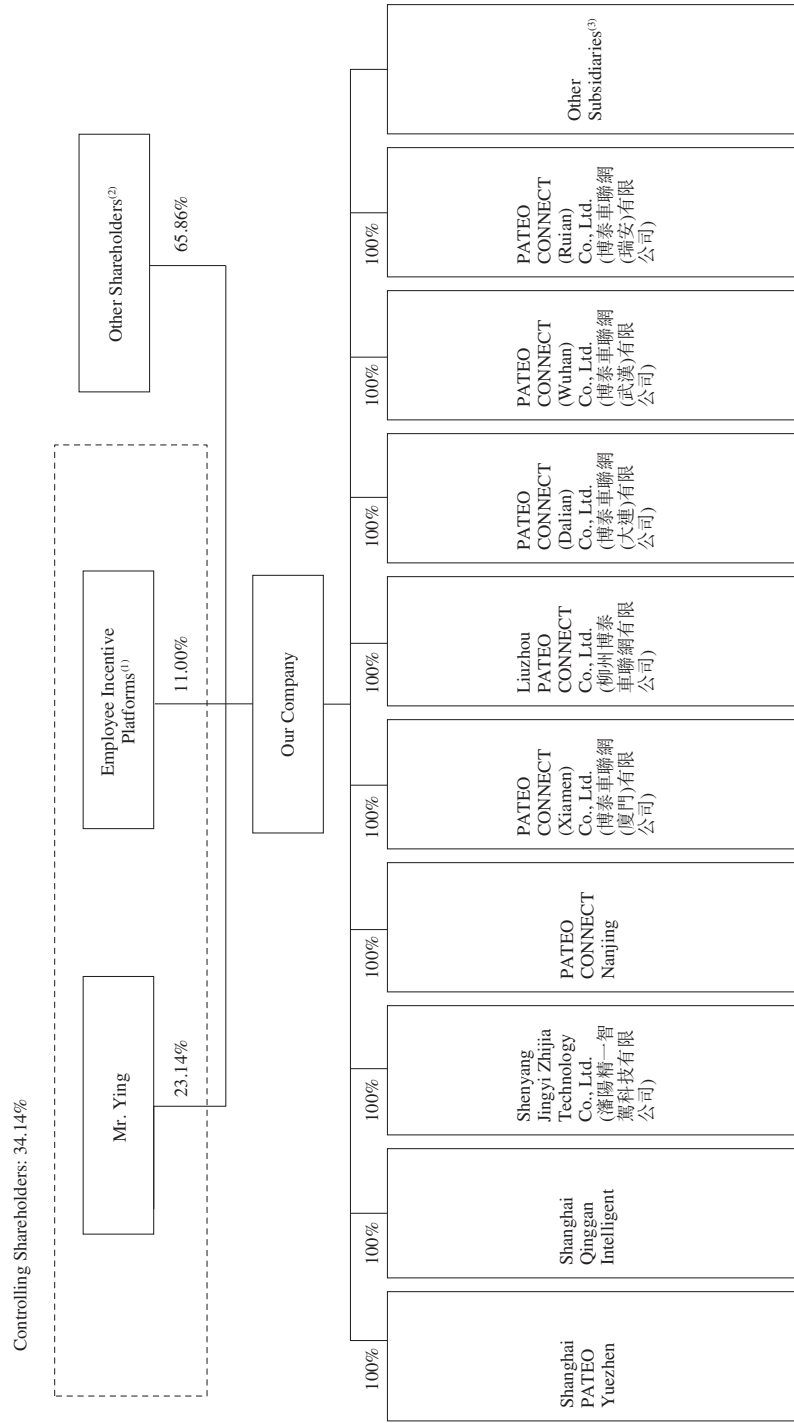 Controlling Shareholders: 34.14%
Mr. Ying
Employee Incentive
Platforms(1)
Other Shareholders(2)
23.14%
11.00%
65.86%
Our Company
100%
100%
100%
100%
100%
100%
100%
100%
100%
Shanghai
PATEO
Yuezhen
Shanghai
Qinggan
Intelligent
Shenyang
Jingyi Zhijia
Technology
Co., Ltd.
(瀋陽精一智
駕科技有限
公司)
PATEO
CONNECT
Nanjing
PATEO
CONNECT
(Xiamen)
Co., Ltd.
(博泰車聯網
(廈門)有限
公司)
Liuzhou
PATEO
CONNECT
Co., Ltd.
(柳州博泰
車聯網有限
公司)
PATEO
CONNECT
(Dalian)
Co., Ltd.
(博泰車聯網
(大連)有限
公司)
PATEO
CONNECT
(Wuhan)
Co., Ltd.
(博泰車聯網
(武漢)有限
公司)
PATEO
CONNECT
(Ruian)
Co., Ltd.
(博泰車聯網
(瑞安)有限
公司)
Other
Subsidiaries(3)